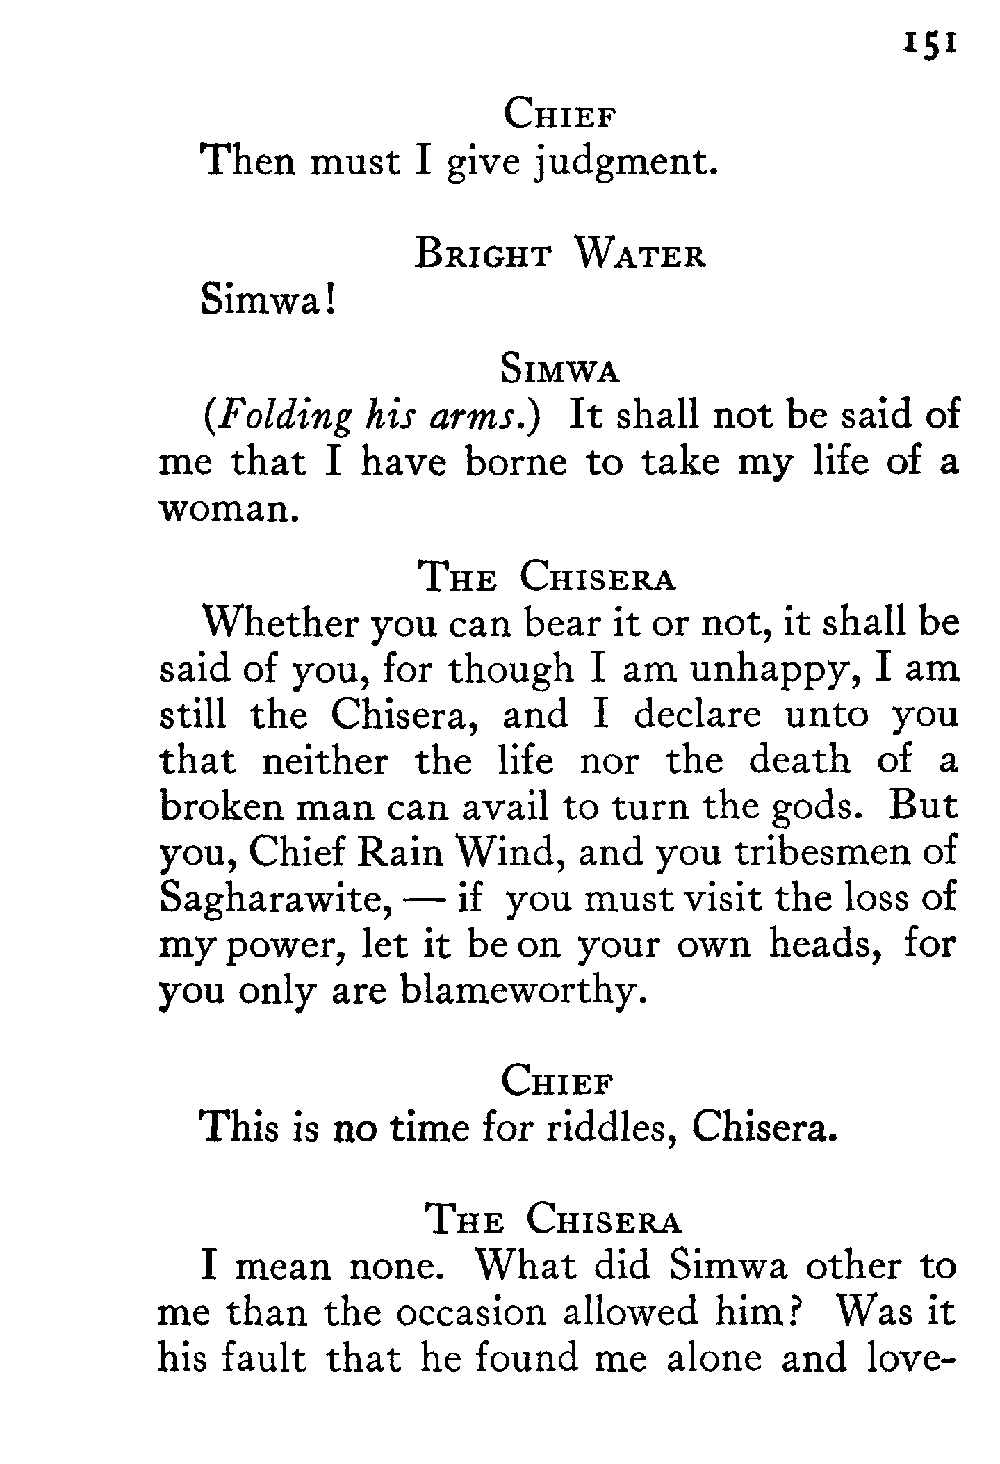 151
CHIEF
Then must I give judgment.
BRIGHT WATER
Simwa!
SIMWA
(Folding his arms.) It shall not be said of
me that I have borne to take my life of a
woman.
THE CHISERA
Whether you can bear it or not, it shall be
said of you, for though I am unhappy, I am
still the Chisera, and I declare unto you
that neither the life nor the death of a
broken man can avail to turn the gods. But
you, Chief Rain Wind, and you tribesmen of
Sagharawite, — if you must visit the loss of
my power, let it be on your own heads, for
you only are blameworthy.
CHIEF
This is no time for riddles, Chisera.
THE CHISERA
I mean none. What did Simwa other to
me than the occasion allowed him? Was it
his fault that he found me alone and love-